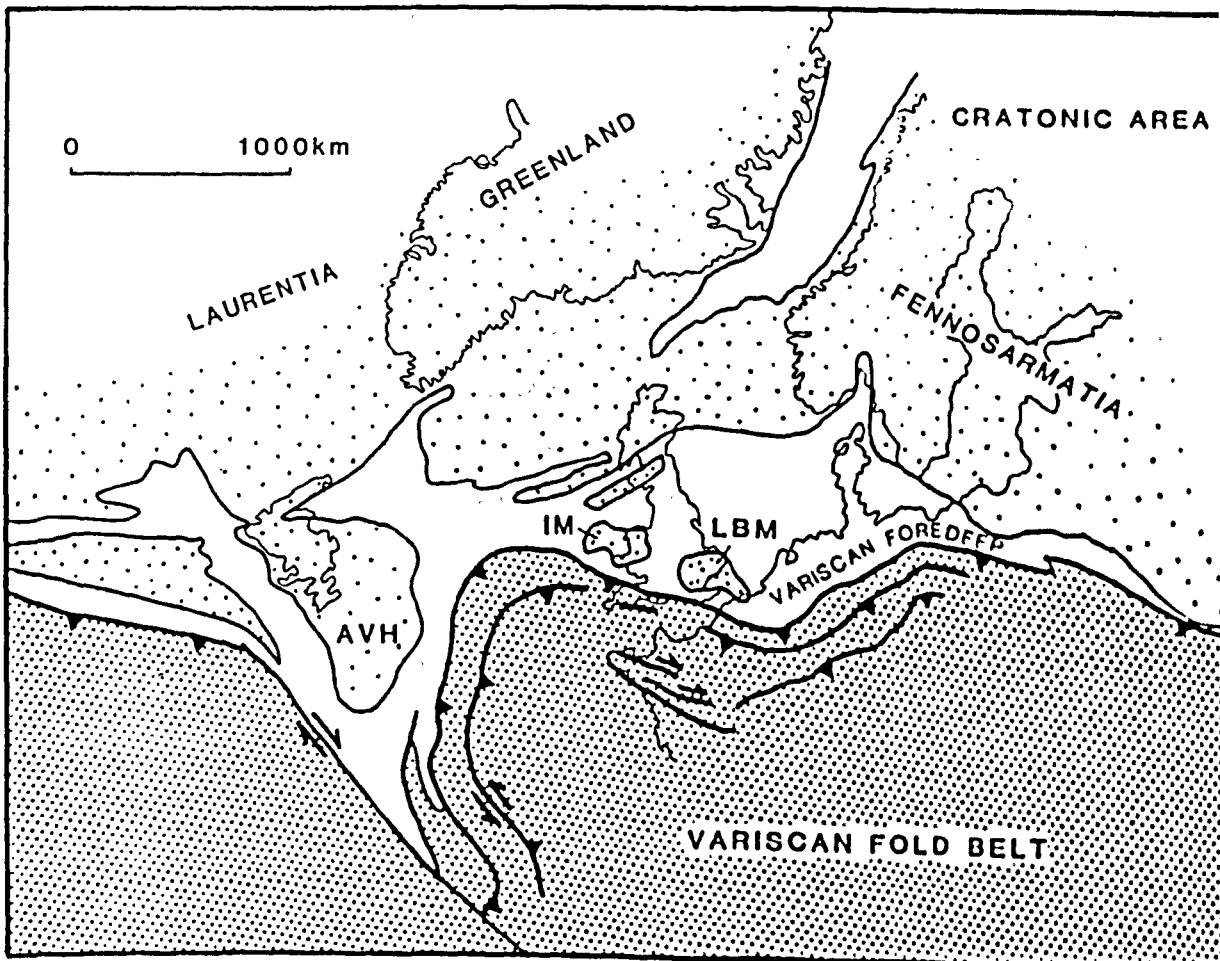 CRATONIC AREA
0 1000km
GREENLAND
LAURENTIA
FENNOSARMATIA
IM
LBM
VARISCAN FOREDEEP
AVH
VARISCAN FOLD BELT